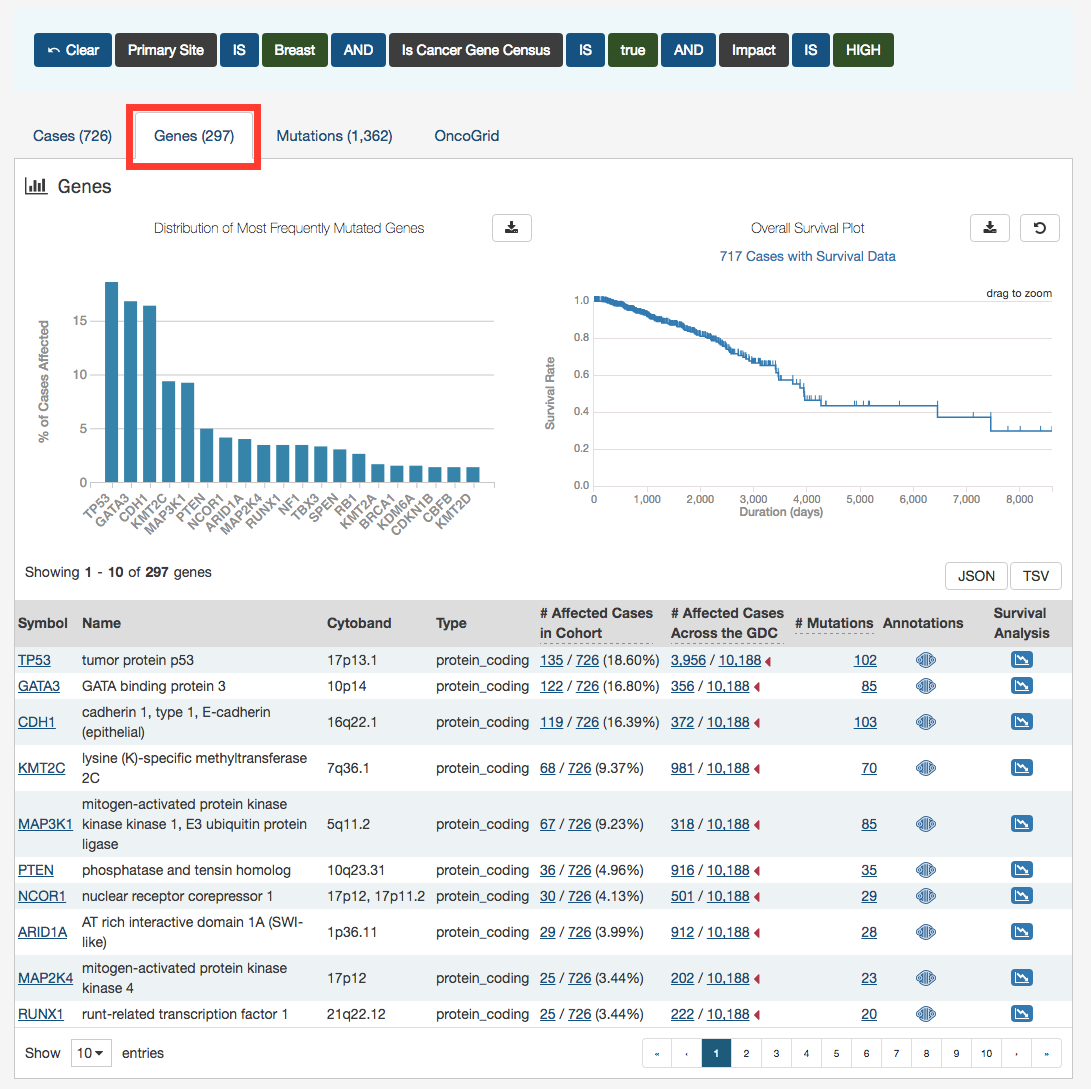 Clear Primary Site IS Breast AND Is Cancer Gene Census IS true AND Impact IS HIGH
Cases (726) Genes (297) Mutations (1,362) OncoGrid
Genes
Distribution of Most Frequently Mutated Genes
Overall Survival Plot
717 Cases with Survival Data
% of Cases Affected
15
10
5
0
TP53
GATA3
CDH1
KMT2C
MAP3K1
PTEN
NCOR1
ARID1A
MAP2K4
RUNX1
NF1
TBX3
SPEN
RB1
KMT2A
BRCA1
KDM6A
CDKN1B
CBFB
KMT2D
drag to zoom
Survival Rate
1.0
0.8
0.6
0.4
0.2
0.0
0 1,000 2,000 3,000 4,000 5,000 6,000 7,000 8,000
Duration (days)
Showing 1 - 10 of 297 genes
JSON TSV
Symbol Name Cytoband Type # Affected Cases in Cohort # Affected Cases Across the GDC # Mutations Annotations Survival Analysis
TP53 tumor protein p53 17p13.1 protein_coding 135 / 726 (18.60%) 3,956 / 10,188 102
GATA3 GATA binding protein 3 10p14 protein_coding 122 / 726 (16.80%) 356 / 10,188 85
CDH1 cadherin 1, type 1, E-cadherin (epithelial) 16q22.1 protein_coding 119 / 726 (16.39%) 372 / 10,188 103
KMT2C lysine (K)-specific methyltransferase 2C 7q36.1 protein_coding 68 / 726 (9.37%) 981 / 10,188 70
MAP3K1 mitogen-activated protein kinase kinase kinase 1, E3 ubiquitin protein ligase 5q11.2 protein_coding 67 / 726 (9.23%) 318 / 10,188 85
PTEN phosphatase and tensin homolog 10q23.31 protein_coding 36 / 726 (4.96%) 916 / 10,188 35
NCOR1 nuclear receptor corepressor 1 17p12, 17p11.2 protein_coding 30 / 726 (4.13%) 501 / 10,188 29
ARID1A AT rich interactive domain 1A (SWI-like) 1p36.11 protein_coding 29 / 726 (3.99%) 912 / 10,188 28
MAP2K4 mitogen-activated protein kinase kinase 4 17p12 protein_coding 25 / 726 (3.44%) 202 / 10,188 23
RUNX1 runt-related transcription factor 1 21q22.12 protein_coding 25 / 726 (3.44%) 222 / 10,188 20
Show 10 entries
« ‹ 1 2 3 4 5 6 7 8 9 10 › »